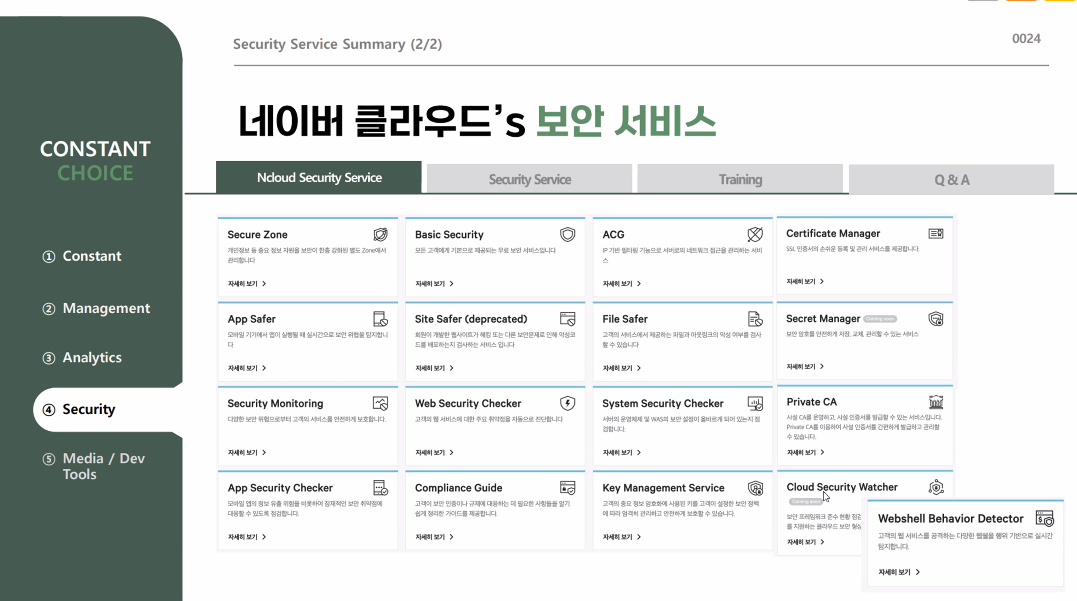 Security Service Summary (2/2)
0024
네이버 클라우드’s 보안 서비스
CONSTANT
CHOICE
① Constant
② Management
③ Analytics
④ Security
⑤ Media / Dev
Tools
Ncloud Security Service
Security Service
Training
Q & A
Secure Zone
개인정보 등 중요 정보 자원을 보안이 한층 강화된 별도 Zone에서
관리합니다
자세히 보기 >
Basic Security
모든 고객에게 기본으로 제공되는 무료 보안 서비스입니다
자세히 보기 >
ACG
IP 기반 필터링 기능으로 서버로의 네트워크 접근을 관리하는 서비
스
자세히 보기 >
Certificate Manager
SSL 인증서의 손쉬운 등록 및 관리 서비스를 제공합니다.
자세히 보기 >
App Safer
모바일 기기에서 앱이 실행될 때 실시간으로 보안 위협을 탐지합니
다
자세히 보기 >
Site Safer (deprecated)
회원이 개발한 웹사이트가 해킹 또는 다른 보안문제로 인해 악성코
드를 배포하는지 검사하는 서비스 입니다
자세히 보기 >
File Safer
고객의 서비스에서 제공하는 파일과 아웃링크의 악성 여부를 검사
할 수 있습니다
자세히 보기 >
Secret Manager Coming soon
보안 암호를 안전하게 저장, 교체, 관리할 수 있는 서비스
자세히 보기 >
Security Monitoring
다양한 보안 위협으로부터 고객의 서비스를 안전하게 보호합니다.
자세히 보기 >
Web Security Checker
고객의 웹 서비스에 대한 주요 취약점을 자동으로 진단합니다
자세히 보기 >
System Security Checker
서버의 운영체제 및 WAS의 보안 설정이 올바르게 되어 있는지 점
검합니다.
자세히 보기 >
Private CA
사설 CA를 운영하고, 사설 인증서를 발급할 수 있는 서비스입니다.
Private CA를 이용하여 사설 인증서를 간편하게 발급하고 관리할
수 있습니다.
자세히 보기 >
App Security Checker
모바일 앱의 정보 유출 위험을 비롯하여 잠재적인 보안 취약점에
대응할 수 있도록 점검합니다.
자세히 보기 >
Compliance Guide
고객이 보안 인증이나 규제에 대응하는 데 필요한 사항들을 알기
쉽게 정리한 가이드를 제공합니다.
자세히 보기 >
Key Management Service
고객의 중요 정보 암호화에 사용된 키를 고객이 설정한 보안 정책
에 따라 엄격히 관리하고 안전하게 보호할 수 있습니다.
자세히 보기 >
Cloud Security Watcher
Coming soon
보안 프레임워크 준수 현황 점검
를 지원하는 클라우드 보안 형상
자세히 보기 >
Webshell Behavior Detector
고객의 웹 서비스를 공격하는 다양한 웹쉘을 행위 기반으로 실시간
탐지합니다.
자세히 보기 >